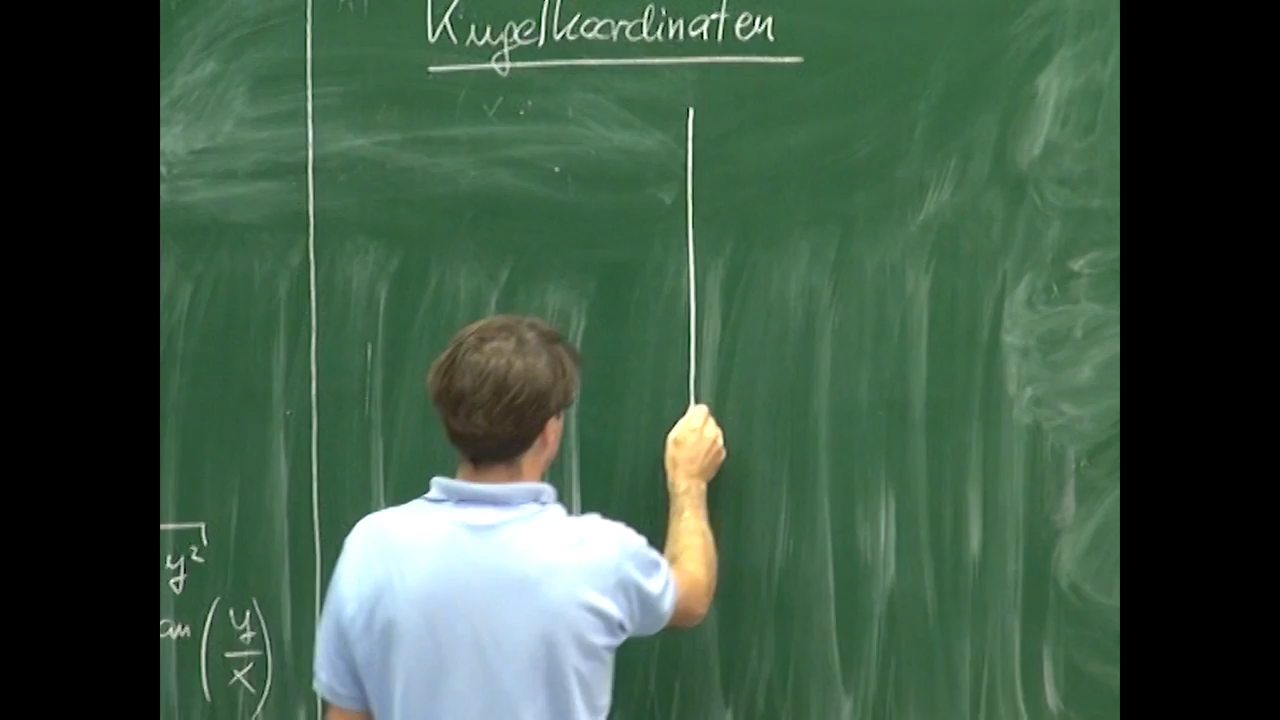 Kugelkoordinaten
y²
an (y/x)